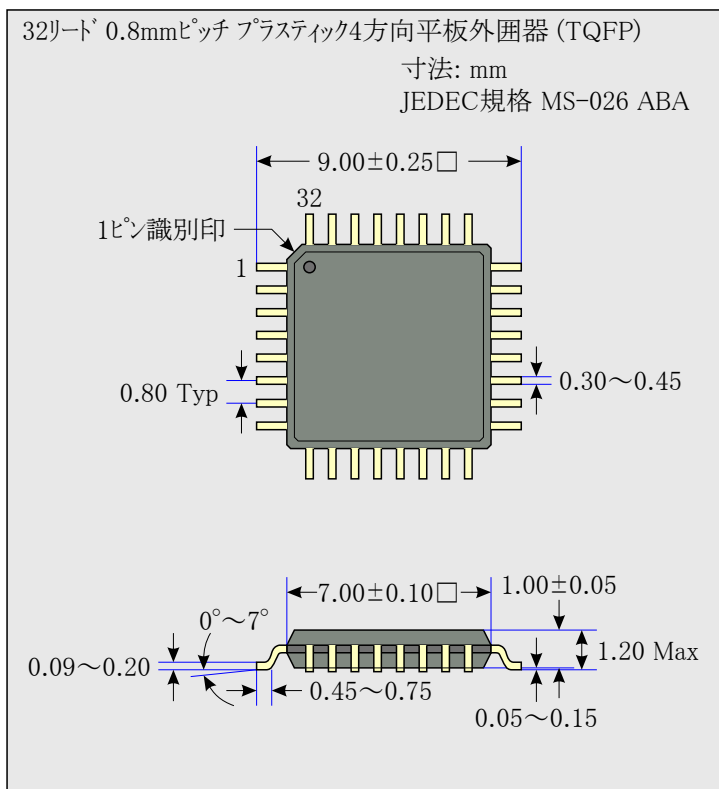 32リード 0.8mmピッチ プラスティック4方向平板外囲器 (TQFP)
寸法: mm
JEDEC規格 MS-026 ABA
9.00±0.25□
32
1ピン識別印
1
0.80 Typ
0.30～0.45
7.00±0.10□
1.00±0.05
0°～7°
1.20 Max
0.09～0.20
0.45～0.75
0.05～0.15